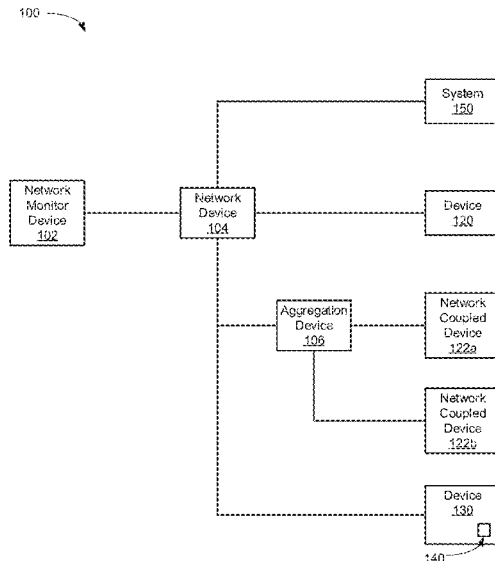 100
System
150
Network
Monitor
Device
102
Network
Device
104
Device
120
Aggregation
Device
106
Network
Coupled
Device
122a
Network
Coupled
Device
122b
Device
130
140